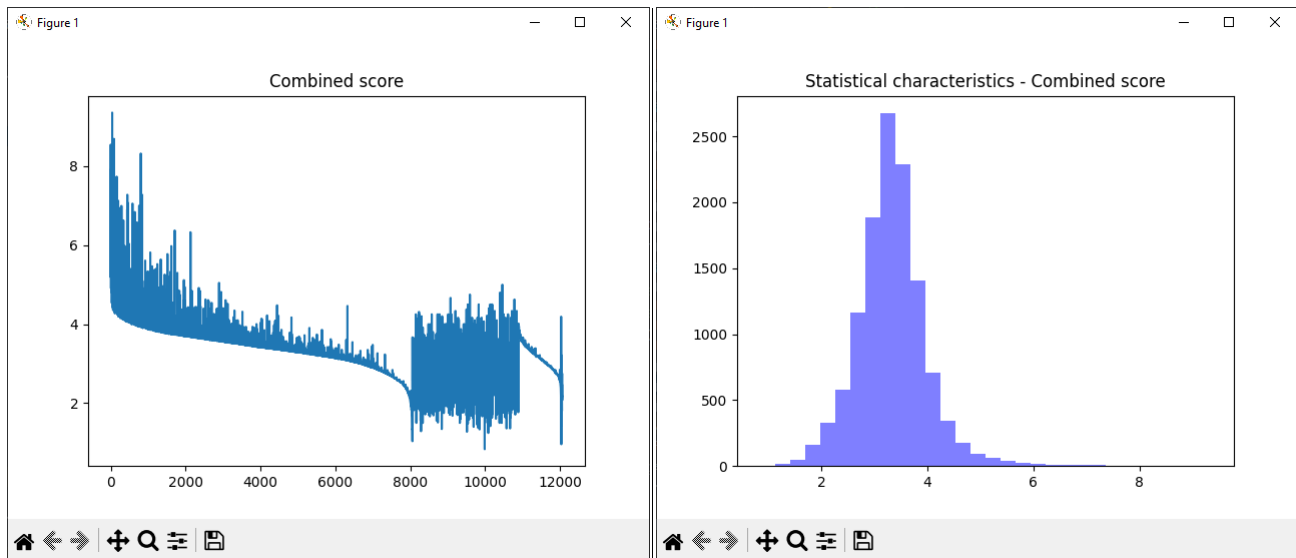 Figure 1
Combined score
8
6
4
2
0 2000 4000 6000 8000 10000 12000
Figure 1
Statistical characteristics - Combined score
2500
2000
1500
1000
500
0
2 4 6 8